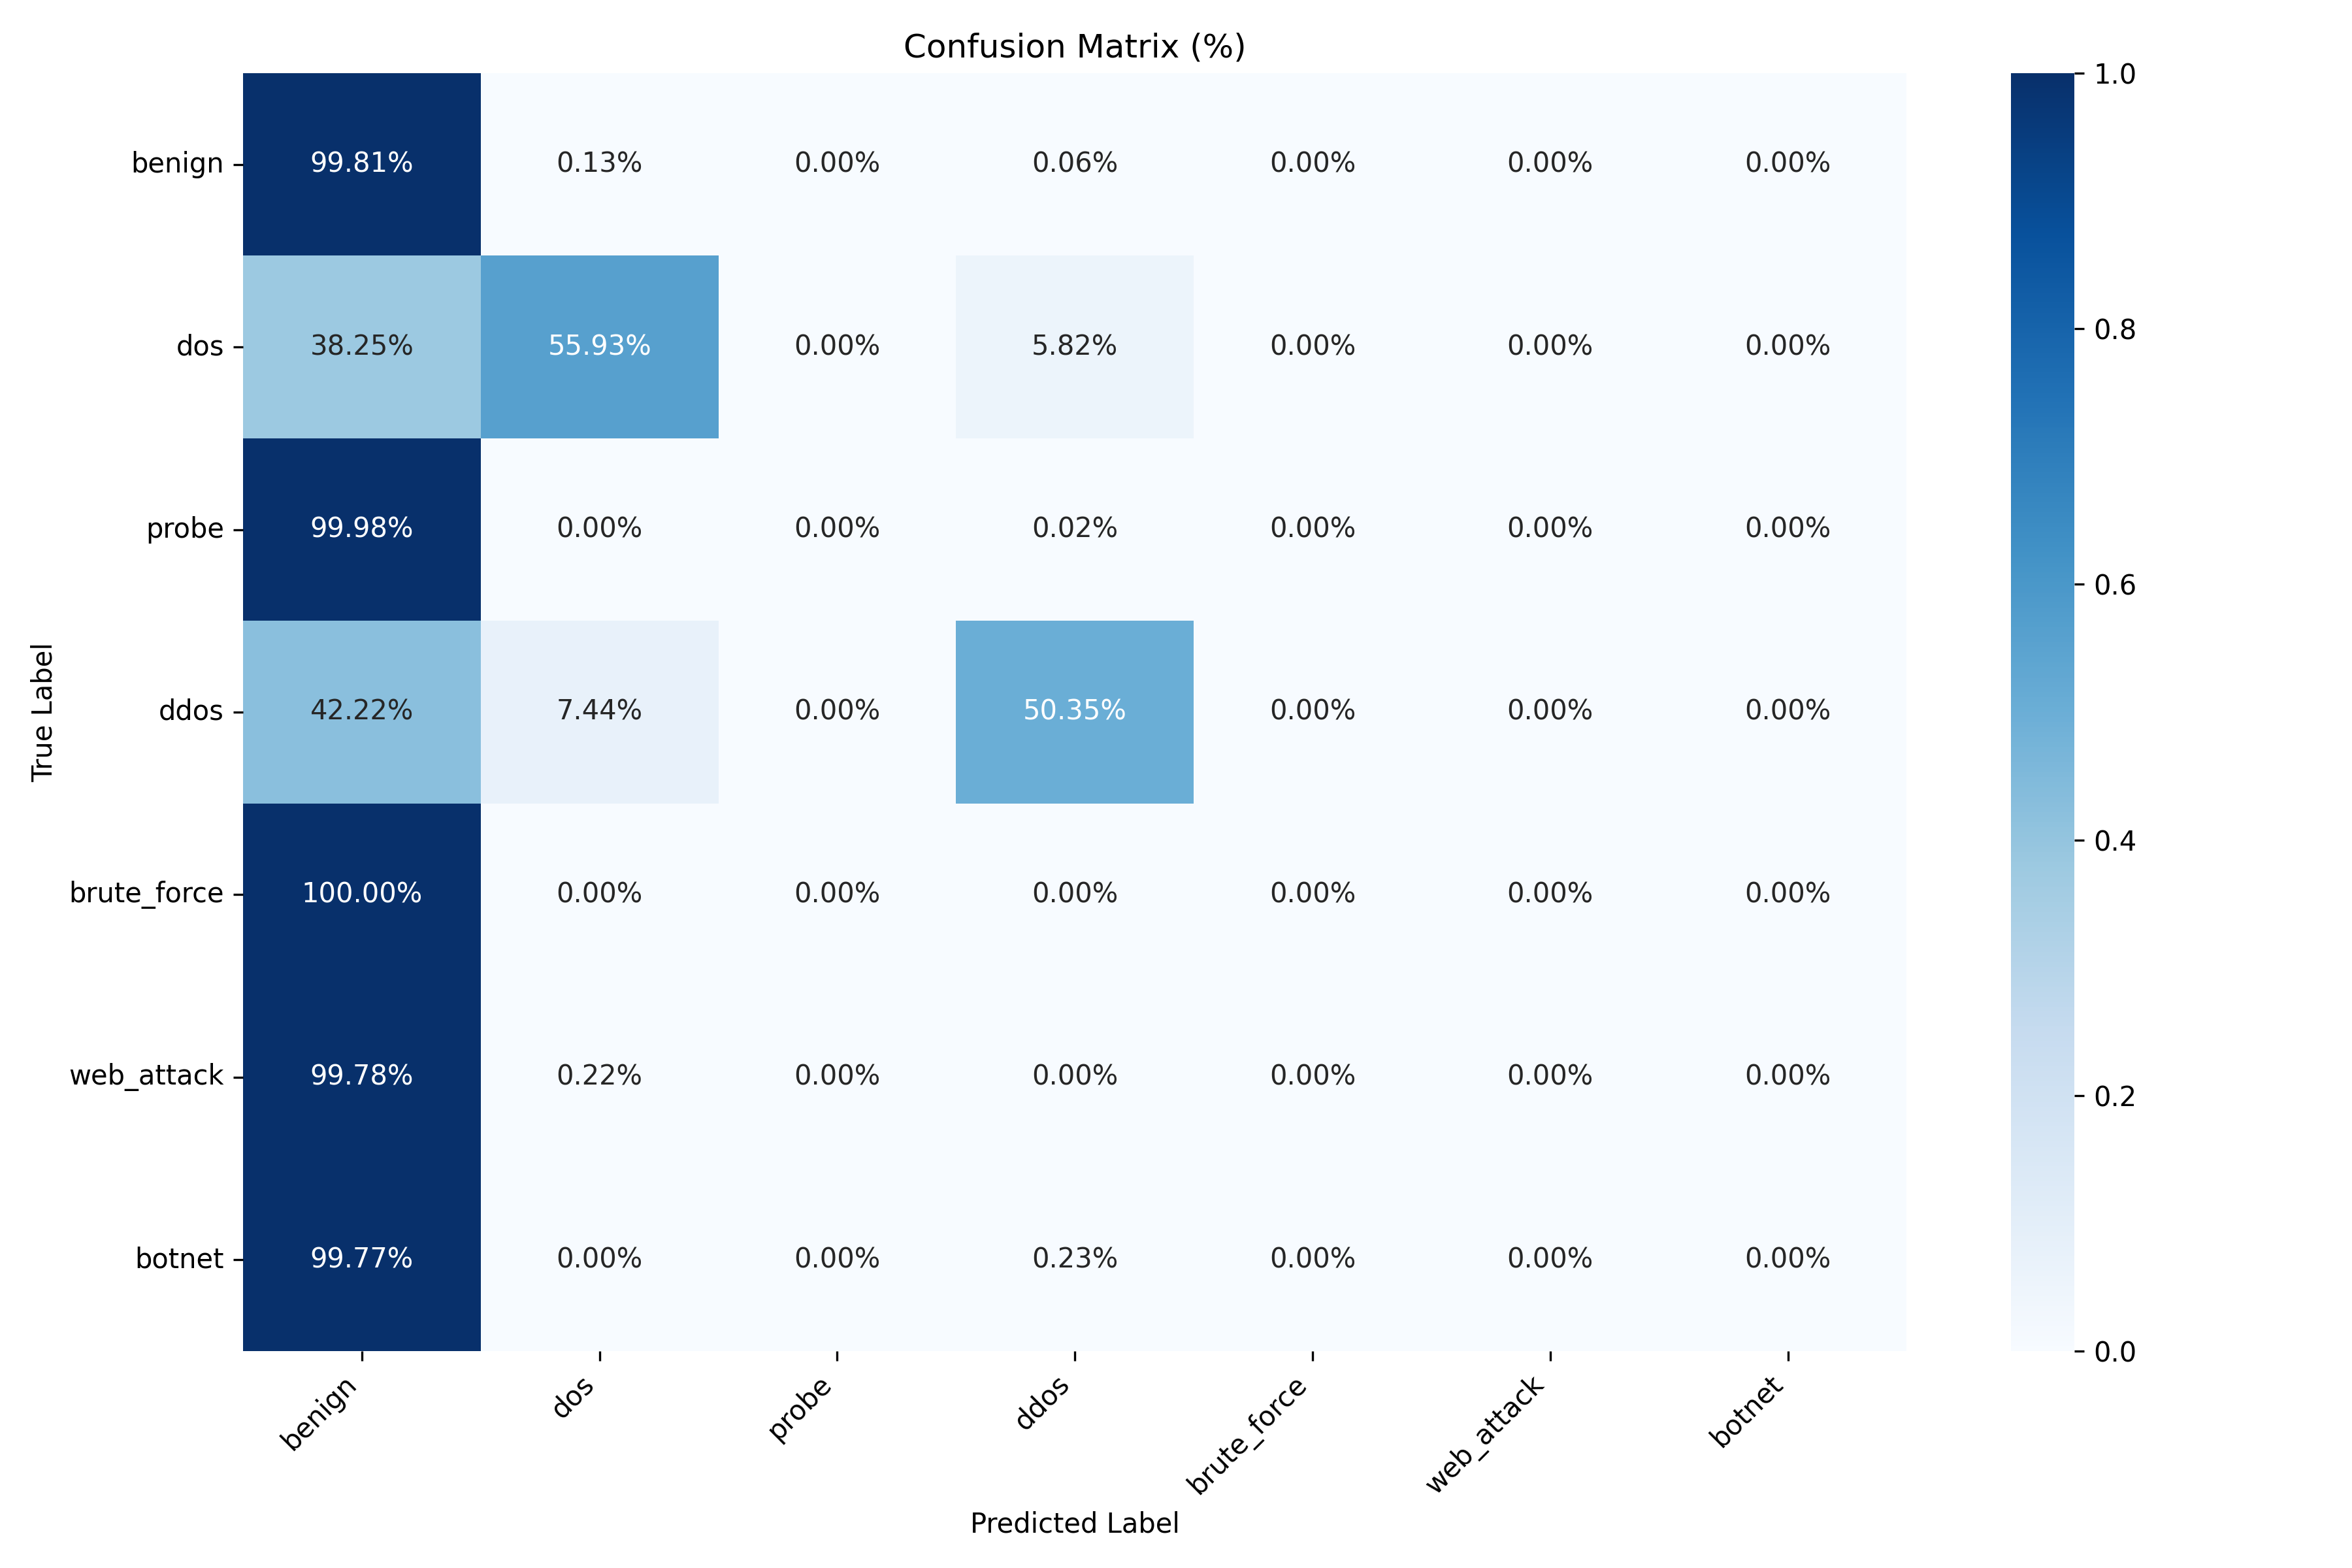 Confusion Matrix (%)
True Label
benign 99.81% 0.13% 0.00% 0.06% 0.00% 0.00% 0.00%
dos 38.25% 55.93% 0.00% 5.82% 0.00% 0.00% 0.00%
probe 99.98% 0.00% 0.00% 0.02% 0.00% 0.00% 0.00%
ddos 42.22% 7.44% 0.00% 50.35% 0.00% 0.00% 0.00%
brute_force 100.00% 0.00% 0.00% 0.00% 0.00% 0.00% 0.00%
web_attack 99.78% 0.22% 0.00% 0.00% 0.00% 0.00% 0.00%
botnet 99.77% 0.00% 0.00% 0.23% 0.00% 0.00% 0.00%
benign dos probe ddos brute_force web_attack botnet
Predicted Label
1.0
0.8
0.6
0.4
0.2
0.0